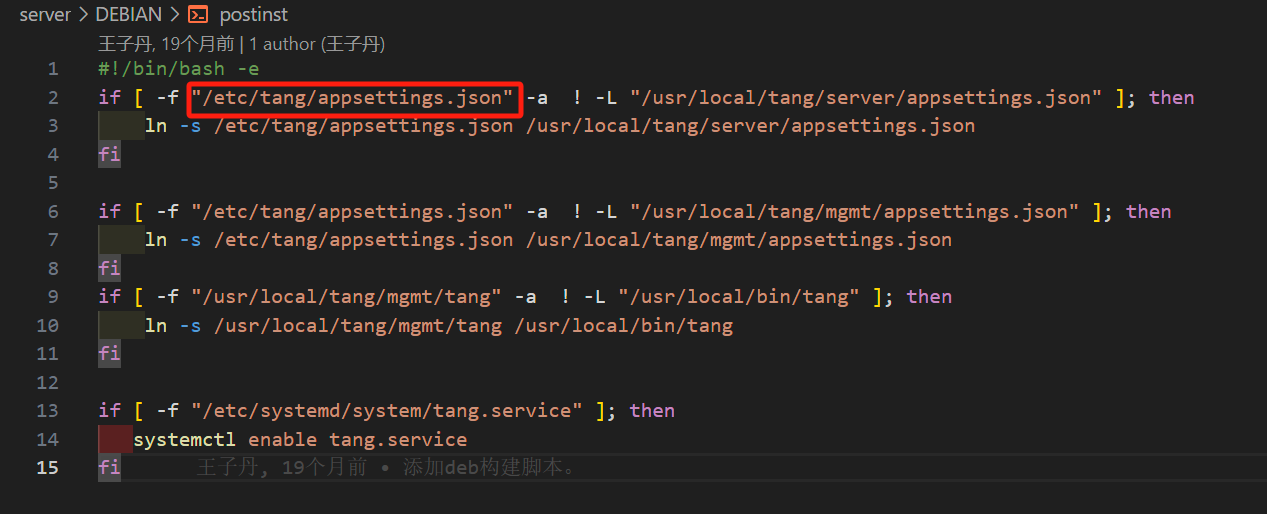 server > DEBIAN > postinst
王子丹, 19个月前 | 1 author (王子丹)
1 #!/bin/bash -e
2 if [ -f "/etc/tang/appsettings.json" -a  ! -L "/usr/local/tang/server/appsettings.json" ]; then
3     ln -s /etc/tang/appsettings.json /usr/local/tang/server/appsettings.json
4 fi
5
6 if [ -f "/etc/tang/appsettings.json" -a  ! -L "/usr/local/tang/mgmt/appsettings.json" ]; then
7     ln -s /etc/tang/appsettings.json /usr/local/tang/mgmt/appsettings.json
8 fi
9 if [ -f "/usr/local/tang/mgmt/tang" -a  ! -L "/usr/local/bin/tang" ]; then
10     ln -s /usr/local/tang/mgmt/tang /usr/local/bin/tang
11 fi
12
13 if [ -f "/etc/systemd/system/tang.service" ]; then
14    systemctl enable tang.service
15 fi 王子丹, 19个月前 • 添加deb构建脚本。